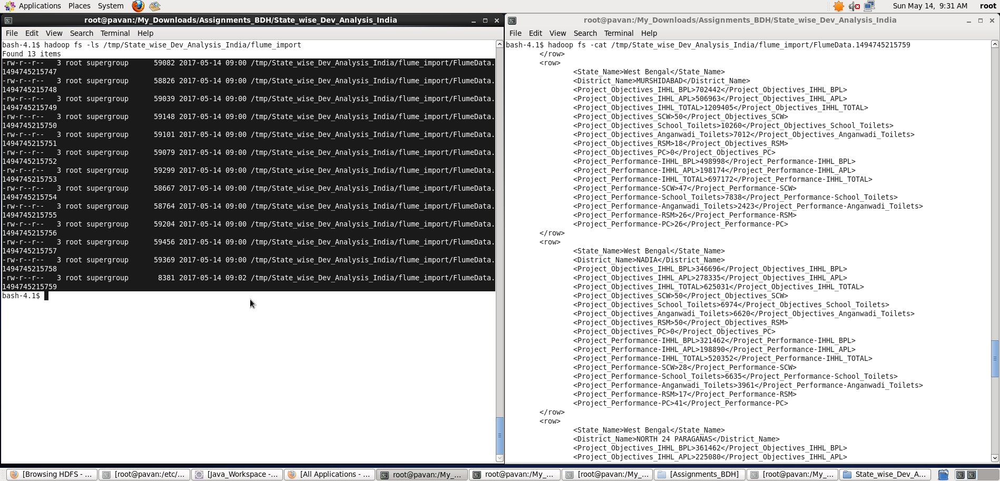 Applications Places System
Sun May 14, 9:31 AM root
root@pavan:/My_Downloads/Assignments_BDH/State_wise_Dev_Analysis_India
File Edit View Search Terminal Help
bash-4.1$ hadoop fs -ls /tmp/State_wise_Dev_Analysis_India/flume_import
Found 13 items
-rw-r--r--   3 root supergroup      59082 2017-05-14 09:00 /tmp/State_wise_Dev_Analysis_India/flume_import/FlumeData.
1494745215747
-rw-r--r--   3 root supergroup      58826 2017-05-14 09:00 /tmp/State_wise_Dev_Analysis_India/flume_import/FlumeData.
1494745215748
-rw-r--r--   3 root supergroup      59039 2017-05-14 09:00 /tmp/State_wise_Dev_Analysis_India/flume_import/FlumeData.
1494745215749
-rw-r--r--   3 root supergroup      59148 2017-05-14 09:00 /tmp/State_wise_Dev_Analysis_India/flume_import/FlumeData.
1494745215750
-rw-r--r--   3 root supergroup      59101 2017-05-14 09:00 /tmp/State_wise_Dev_Analysis_India/flume_import/FlumeData.
1494745215751
-rw-r--r--   3 root supergroup      59079 2017-05-14 09:00 /tmp/State_wise_Dev_Analysis_India/flume_import/FlumeData.
1494745215752
-rw-r--r--   3 root supergroup      59299 2017-05-14 09:00 /tmp/State_wise_Dev_Analysis_India/flume_import/FlumeData.
1494745215753
-rw-r--r--   3 root supergroup      58667 2017-05-14 09:00 /tmp/State_wise_Dev_Analysis_India/flume_import/FlumeData.
1494745215754
-rw-r--r--   3 root supergroup      58764 2017-05-14 09:00 /tmp/State_wise_Dev_Analysis_India/flume_import/FlumeData.
1494745215755
-rw-r--r--   3 root supergroup      59204 2017-05-14 09:00 /tmp/State_wise_Dev_Analysis_India/flume_import/FlumeData.
1494745215756
-rw-r--r--   3 root supergroup      59456 2017-05-14 09:00 /tmp/State_wise_Dev_Analysis_India/flume_import/FlumeData.
1494745215757
-rw-r--r--   3 root supergroup      59369 2017-05-14 09:00 /tmp/State_wise_Dev_Analysis_India/flume_import/FlumeData.
1494745215758
-rw-r--r--   3 root supergroup       8381 2017-05-14 09:02 /tmp/State_wise_Dev_Analysis_India/flume_import/FlumeData.
1494745215759
bash-4.1$
root@pavan:/My_Downloads/Assignments_BDH/State_wise_Dev_Analysis_India
File Edit View Search Terminal Help
bash-4.1$ hadoop fs -cat /tmp/State_wise_Dev_Analysis_India/flume_import/FlumeData.1494745215759
</row>
<row>
<State_Name>West Bengal</State_Name>
<District_Name>MURSHIDABAD</District_Name>
<Project_Objectives_IHHL_BPL>702442</Project_Objectives_IHHL_BPL>
<Project_Objectives_IHHL_APL>506963</Project_Objectives_IHHL_APL>
<Project_Objectives_IHHL_TOTAL>1209405</Project_Objectives_IHHL_TOTAL>
<Project_Objectives_SCW>50</Project_Objectives_SCW>
<Project_Objectives_School_Toilets>10260</Project_Objectives_School_Toilets>
<Project_Objectives_Anganwadi_Toilets>7012</Project_Objectives_Anganwadi_Toilets>
<Project_Objectives_RSM>18</Project_Objectives_RSM>
<Project_Objectives_PC>0</Project_Objectives_PC>
<Project_Performance-IHHL_BPL>498998</Project_Performance-IHHL_BPL>
<Project_Performance-IHHL_APL>198174</Project_Performance-IHHL_APL>
<Project_Performance-IHHL_TOTAL>697172</Project_Performance-IHHL_TOTAL>
<Project_Performance-SCW>47</Project_Performance-SCW>
<Project_Performance-School_Toilets>7838</Project_Performance-School_Toilets>
<Project_Performance-Anganwadi_Toilets>2423</Project_Performance-Anganwadi_Toilets>
<Project_Performance-RSM>26</Project_Performance-RSM>
<Project_Performance-PC>26</Project_Performance-PC>
</row>
<row>
<State_Name>West Bengal</State_Name>
<District_Name>NADIA</District_Name>
<Project_Objectives_IHHL_BPL>346696</Project_Objectives_IHHL_BPL>
<Project_Objectives_IHHL_APL>278335</Project_Objectives_IHHL_APL>
<Project_Objectives_IHHL_TOTAL>625031</Project_Objectives_IHHL_TOTAL>
<Project_Objectives_SCW>50</Project_Objectives_SCW>
<Project_Objectives_School_Toilets>6974</Project_Objectives_School_Toilets>
<Project_Objectives_Anganwadi_Toilets>6620</Project_Objectives_Anganwadi_Toilets>
<Project_Objectives_RSM>50</Project_Objectives_RSM>
<Project_Objectives_PC>0</Project_Objectives_PC>
<Project_Performance-IHHL_BPL>321462</Project_Performance-IHHL_BPL>
<Project_Performance-IHHL_APL>198890</Project_Performance-IHHL_APL>
<Project_Performance-IHHL_TOTAL>520352</Project_Performance-IHHL_TOTAL>
<Project_Performance-SCW>28</Project_Performance-SCW>
<Project_Performance-School_Toilets>6635</Project_Performance-School_Toilets>
<Project_Performance-Anganwadi_Toilets>3961</Project_Performance-Anganwadi_Toilets>
<Project_Performance-RSM>17</Project_Performance-RSM>
<Project_Performance-PC>41</Project_Performance-PC>
</row>
<row>
<State_Name>West Bengal</State_Name>
<District_Name>NORTH 24 PARAGANAS</District_Name>
<Project_Objectives_IHHL_BPL>361462</Project_Objectives_IHHL_BPL>
<Project_Objectives_IHHL_APL>225080</Project_Objectives_IHHL_APL>
[Browsing HDFS - ... [root@pavan:/etc/... [Java_Workspace -... [All Applications - ... root@pavan:/My_... root@pavan:/My_... [root@pavan:/My_... [Assignments_BDH] [root@pavan:/My_... State_wise_Dev_A...